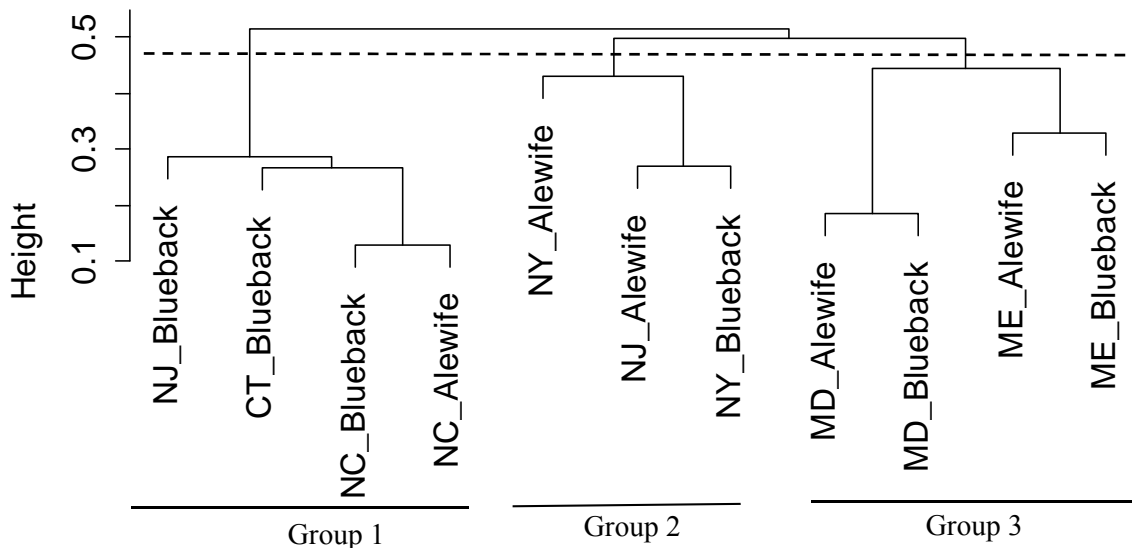 Height
0.5
0.3
0.1
NJ_Blueback
CT_Blueback
NC_Blueback
NC_Alewife
NY_Alewife
NJ_Alewife
NY_Blueback
MD_Alewife
MD_Blueback
ME_Alewife
ME_Blueback
Group 1
Group 2
Group 3